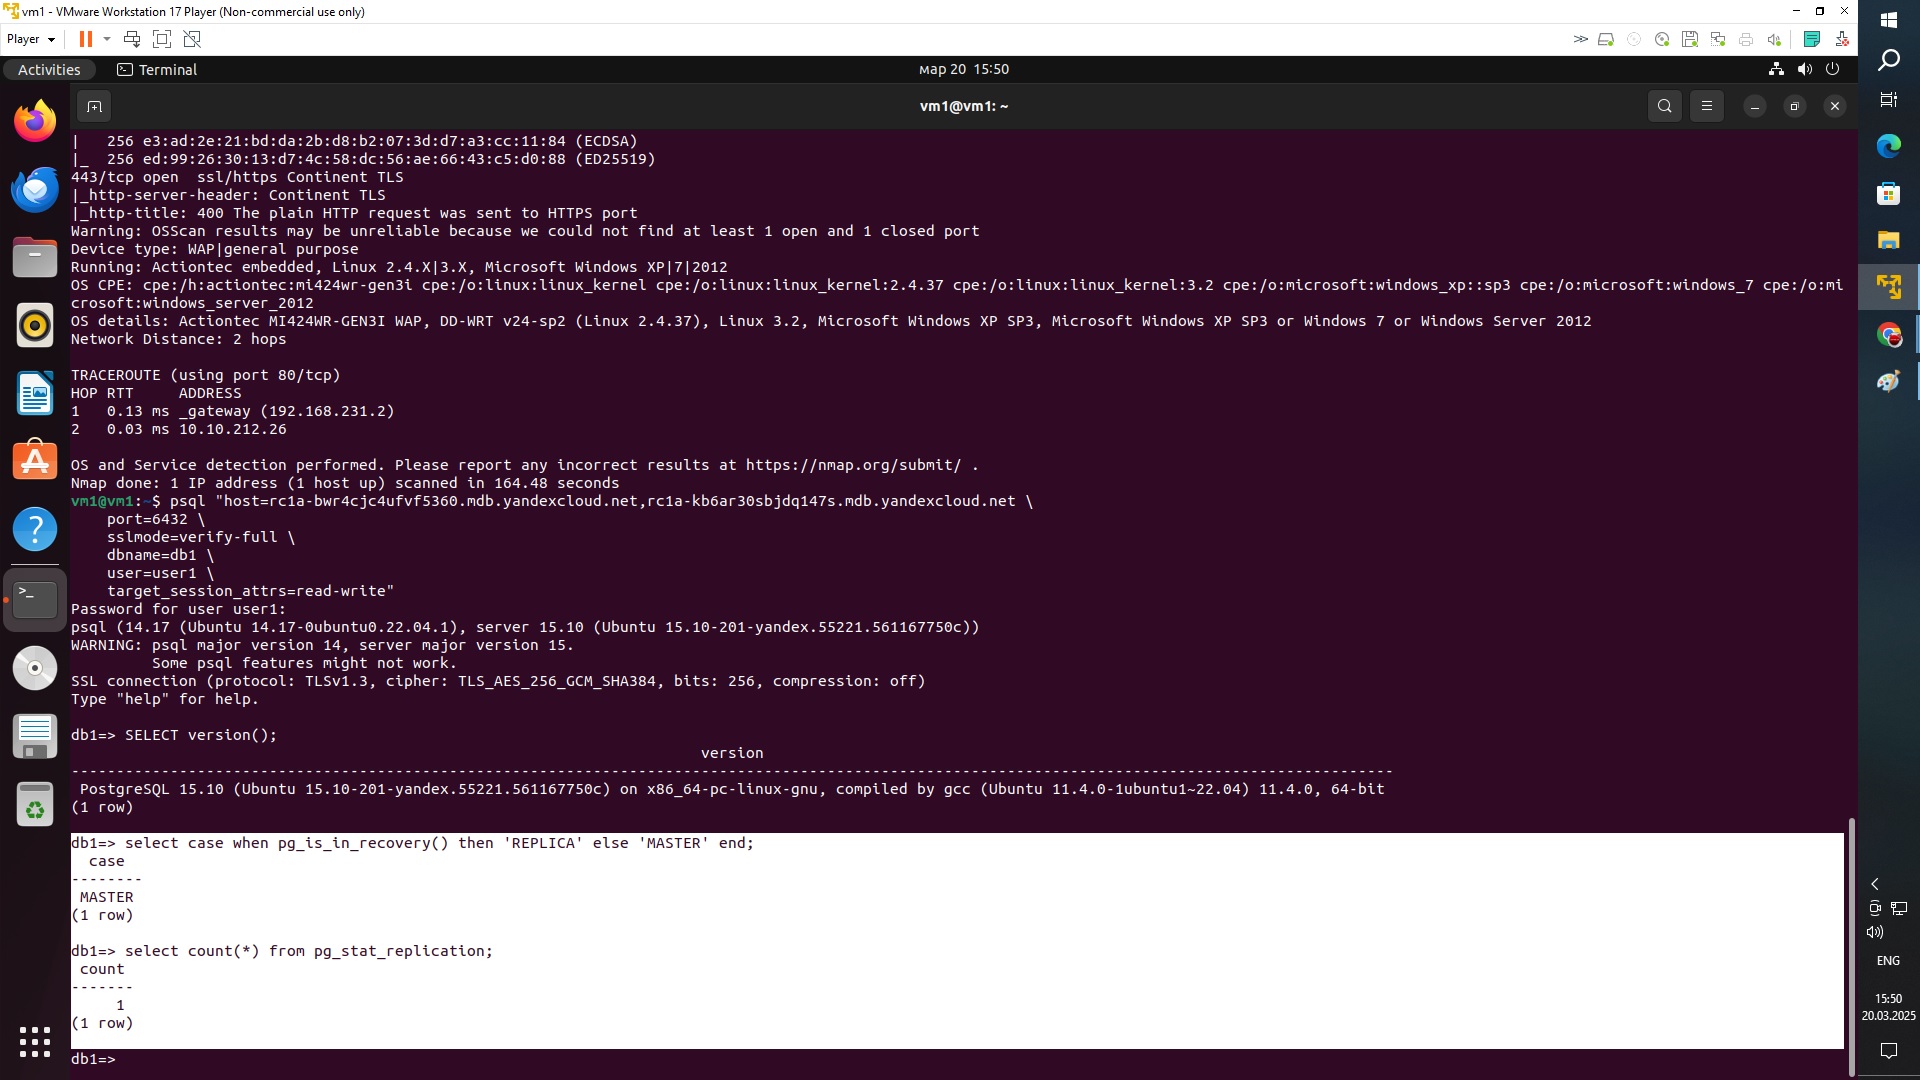 vm1 - VMware Workstation 17 Player (Non-commercial use only)
Player
Activities
Terminal
мар 20 15:50
vm1@vm1: ~
|   256 e3:ad:2e:21:bd:da:2b:d8:b2:07:3d:d7:a3:cc:11:84 (ECDSA)
|_  256 ed:99:26:30:13:d7:4c:58:dc:56:ae:66:43:c5:d0:88 (ED25519)
443/tcp open  ssl/https Continent TLS
|_http-server-header: Continent TLS
|_http-title: 400 The plain HTTP request was sent to HTTPS port
Warning: OSScan results may be unreliable because we could not find at least 1 open and 1 closed port
Device type: WAP|general purpose
Running: Actiontec embedded, Linux 2.4.X|3.X, Microsoft Windows XP|7|2012
OS CPE: cpe:/h:actiontec:mi424wr-gen3i cpe:/o:linux:linux_kernel cpe:/o:linux:linux_kernel:2.4.37 cpe:/o:linux:linux_kernel:3.2 cpe:/o:microsoft:windows_xp::sp3 cpe:/o:microsoft:windows_7 cpe:/o:mi
crosoft:windows_server_2012
OS details: Actiontec MI424WR-GEN3I WAP, DD-WRT v24-sp2 (Linux 2.4.37), Linux 3.2, Microsoft Windows XP SP3, Microsoft Windows XP SP3 or Windows 7 or Windows Server 2012
Network Distance: 2 hops
TRACEROUTE (using port 80/tcp)
HOP RTT     ADDRESS
1   0.13 ms _gateway (192.168.231.2)
2   0.03 ms 10.10.212.26
OS and Service detection performed. Please report any incorrect results at https://nmap.org/submit/ .
Nmap done: 1 IP address (1 host up) scanned in 164.48 seconds
vm1@vm1:~$ psql "host=rc1a-bwr4cjc4ufvf5360.mdb.yandexcloud.net,rc1a-kb6ar30sbjdq147s.mdb.yandexcloud.net \
    port=6432 \
    sslmode=verify-full \
    dbname=db1 \
    user=user1 \
    target_session_attrs=read-write"
Password for user user1:
psql (14.17 (Ubuntu 14.17-0ubuntu0.22.04.1), server 15.10 (Ubuntu 15.10-201-yandex.55221.561167750c))
WARNING: psql major version 14, server major version 15.
         Some psql features might not work.
SSL connection (protocol: TLSv1.3, cipher: TLS_AES_256_GCM_SHA384, bits: 256, compression: off)
Type "help" for help.
db1=> SELECT version();
version
---------------------------------------------------------------------------------------------------------------------------------------------------
 PostgreSQL 15.10 (Ubuntu 15.10-201-yandex.55221.561167750c) on x86_64-pc-linux-gnu, compiled by gcc (Ubuntu 11.4.0-1ubuntu1~22.04) 11.4.0, 64-bit
(1 row)
db1=> select case when pg_is_in_recovery() then 'REPLICA' else 'MASTER' end;
  case
--------
 MASTER
(1 row)
db1=> select count(*) from pg_stat_replication;
 count
-------
     1
(1 row)
db1=>
ENG
15:50
20.03.2025